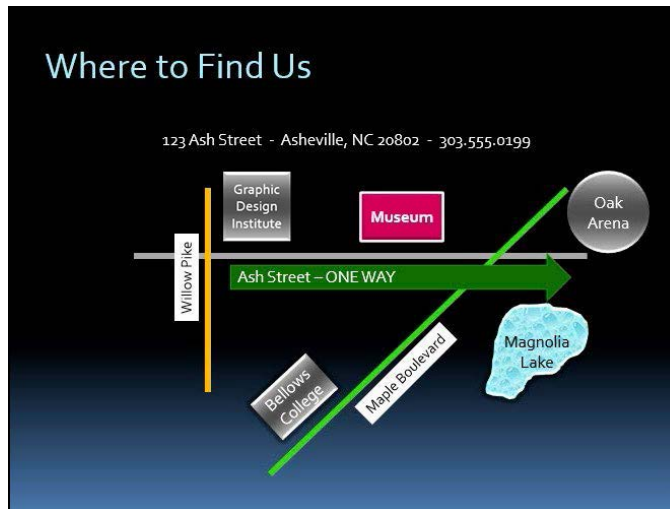 Where to Find Us
123 Ash Street - Asheville, NC 20802 - 303.555.0199
Graphic
Design
Institute
Museum
Oak
Arena
Willow Pike
Ash Street – ONE WAY
Magnolia
Lake
Maple Boulevard
Bellows
College